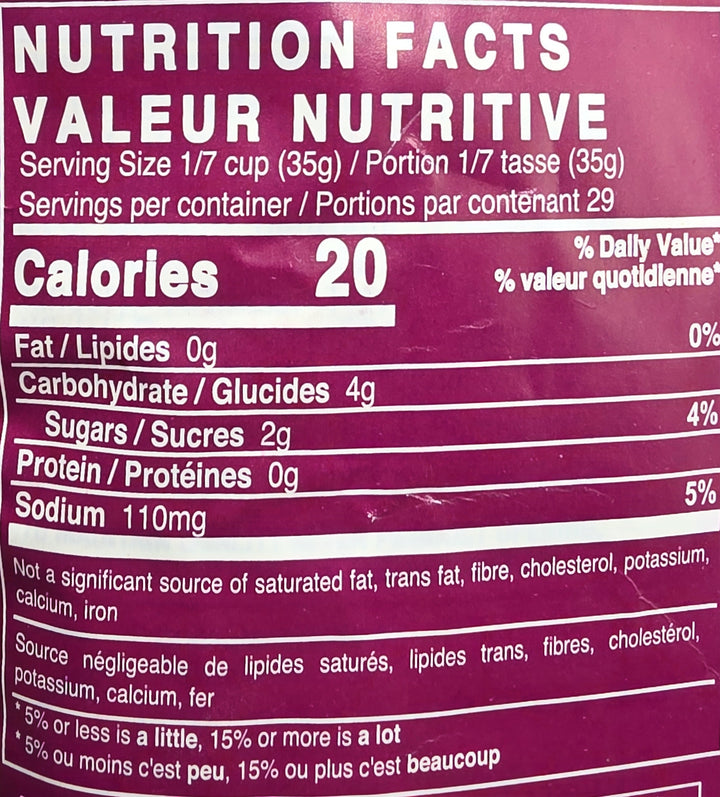 NUTRITION FACTS
VALEUR NUTRITIVE
Serving Size 1/7 cup (35g) / Portion 1/7 tasse (35g)
Servings per container / Portions par contenant 29
Calories 20
% Daily Value*
% valeur quotidienne*
Fat / Lipides 0g 0%
Carbohydrate / Glucides 4g
Sugars / Sucres 2g 4%
Protein / Protéines 0g
Sodium 110mg 5%
Not a significant source of saturated fat, trans fat, fibre, cholesterol, potassium,
calcium, iron
Source négligeable de lipides saturés, lipides trans, fibres, cholestérol,
potassium, calcium, fer
* 5% or less is a little, 15% or more is a lot
* 5% ou moins c'est peu, 15% ou plus c'est beaucoup